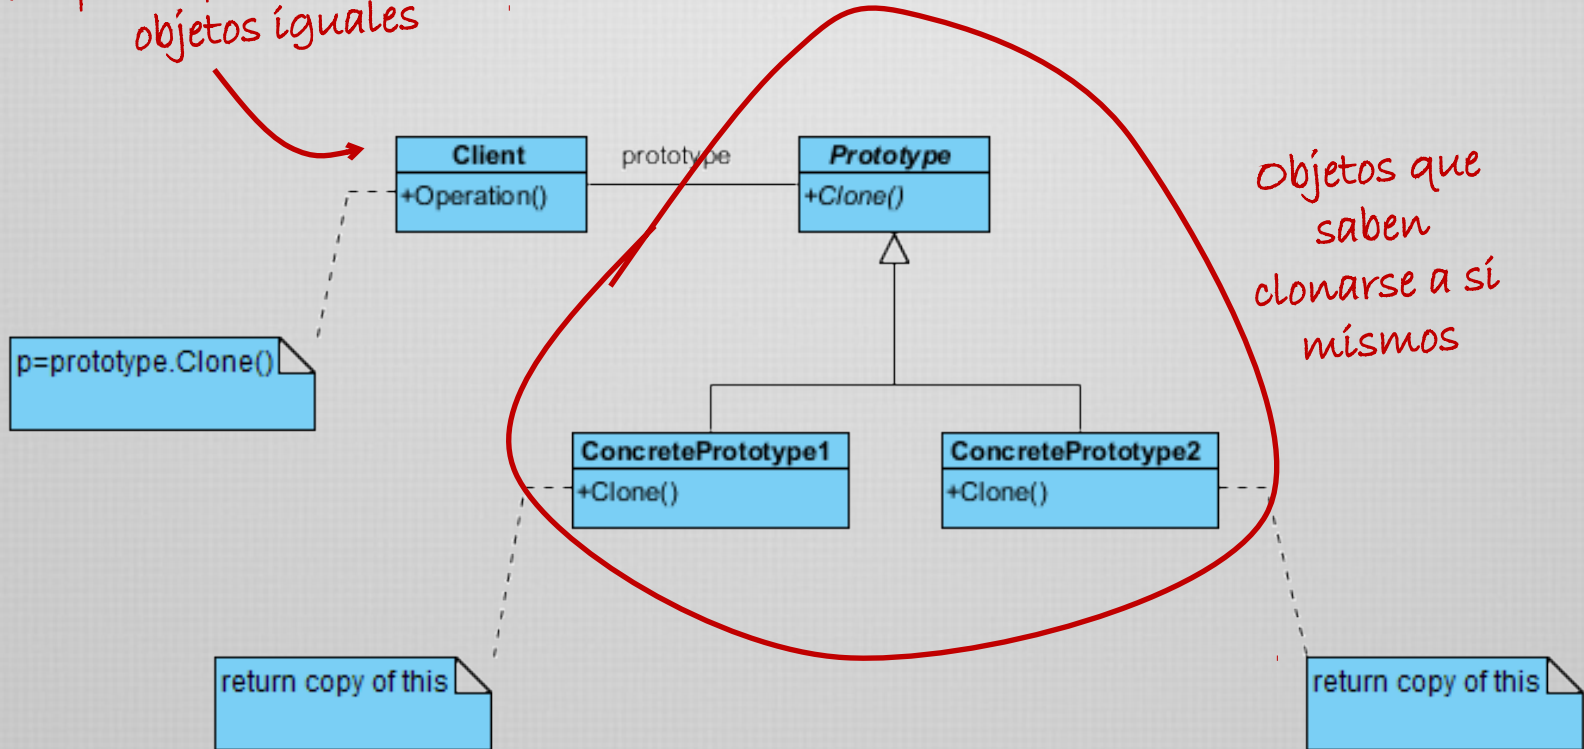 objetos iguales
Client
+Operation()
prototype
Prototype
+Clone()
Objetos que
saben
clonarse a sí
mismos
p=prototype.Clone()
ConcretePrototype1
+Clone()
ConcretePrototype2
+Clone()
return copy of this
return copy of this